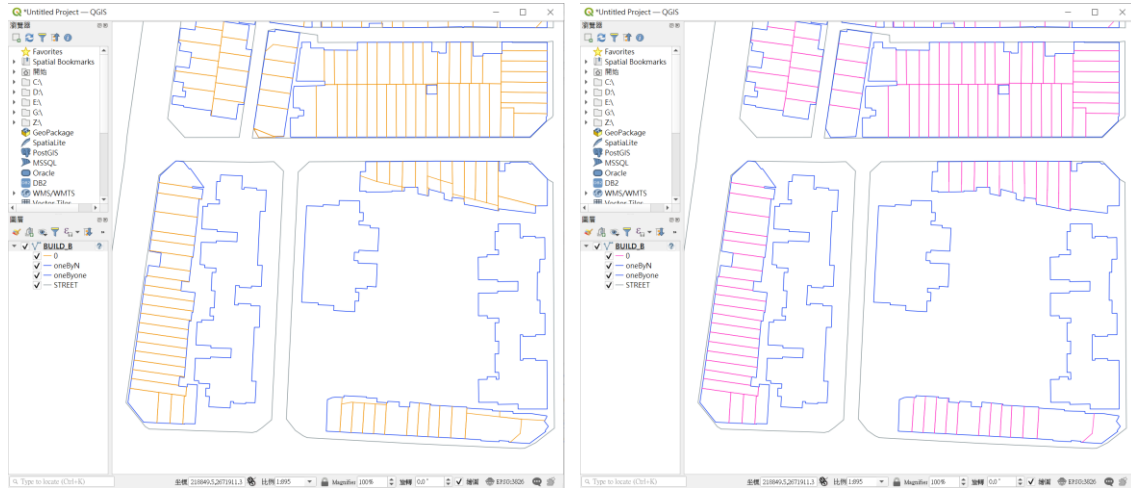 *Untitled Project — QGIS
瀏覽器
Favorites
Spatial Bookmarks
開始
C:\
D:\
E:\
G:\
Z:\
GeoPackage
SpatiaLite
PostGIS
MSSQL
Oracle
DB2
WMS/WMTS
Vector Tiles
圖層
BUILD_B
0
oneByN
oneByone
STREET
Type to locate (Ctrl+K)
坐標 218849.5,2671911.3 比例 1:895 Magnifier 100% 旋轉 0.0° 繪圖 EPSG:3826
*Untitled Project — QGIS
瀏覽器
Favorites
Spatial Bookmarks
開始
C:\
D:\
E:\
G:\
Z:\
GeoPackage
SpatiaLite
PostGIS
MSSQL
Oracle
DB2
WMS/WMTS
Vector Tiles
圖層
BUILD_B
0
oneByN
oneByone
STREET
Type to locate (Ctrl+K)
坐標 218849.5,2671911.3 比例 1:895 Magnifier 100% 旋轉 0.0° 繪圖 EPSG:3826